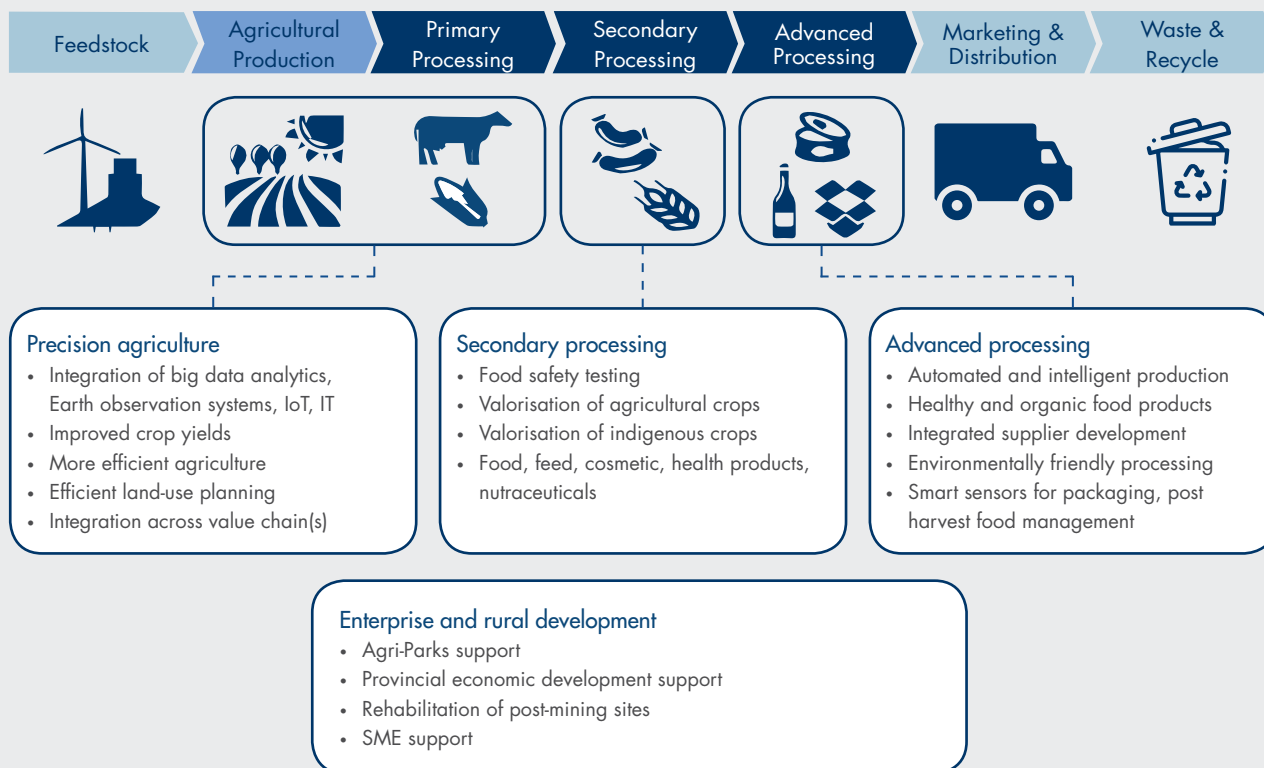 Feedstock
Agricultural
Production
Primary
Processing
Secondary
Processing
Advanced
Processing
Marketing &
Distribution
Waste &
Recycle
Precision agriculture
• Integration of big data analytics,
Earth observation systems, IoT, IT
• Improved crop yields
• More efficient agriculture
• Efficient land-use planning
• Integration across value chain(s)
Secondary processing
• Food safety testing
• Valorisation of agricultural crops
• Valorisation of indigenous crops
• Food, feed, cosmetic, health products,
nutraceuticals
Advanced processing
• Automated and intelligent production
• Healthy and organic food products
• Integrated supplier development
• Environmentally friendly processing
• Smart sensors for packaging, post
harvest food management
Enterprise and rural development
• Agri-Parks support
• Provincial economic development support
• Rehabilitation of post-mining sites
• SME support